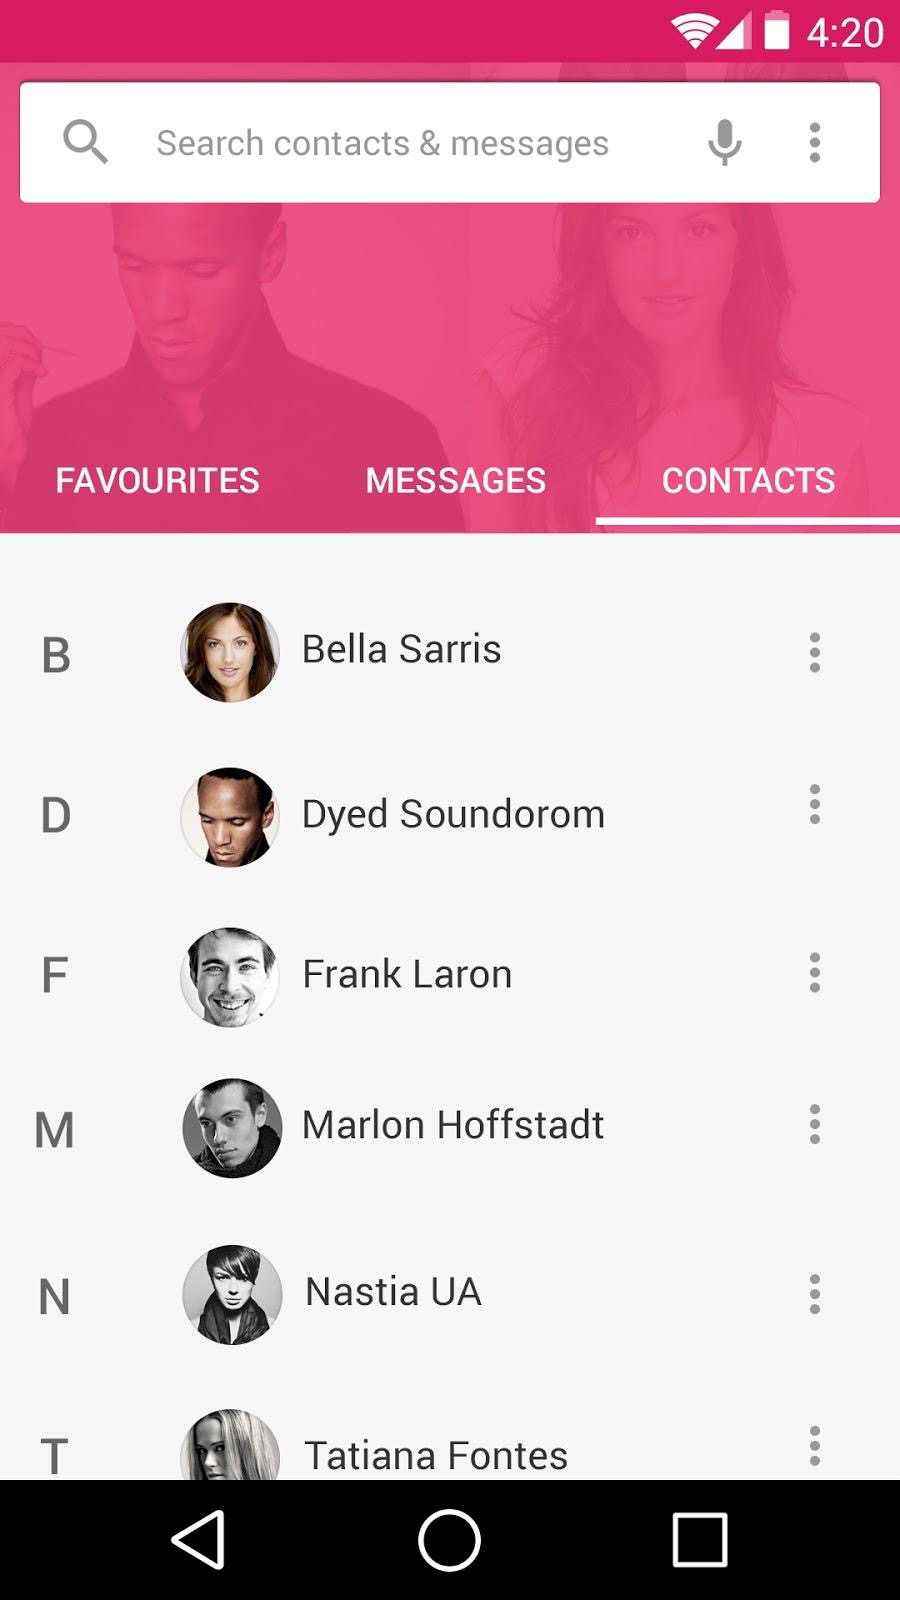 4:20
Search contacts & messages
FAVOURITES MESSAGES CONTACTS
B Bella Sarris
D Dyed Soundorom
F Frank Laron
M Marlon Hoffstadt
N Nastia UA
T Tatiana Fontes